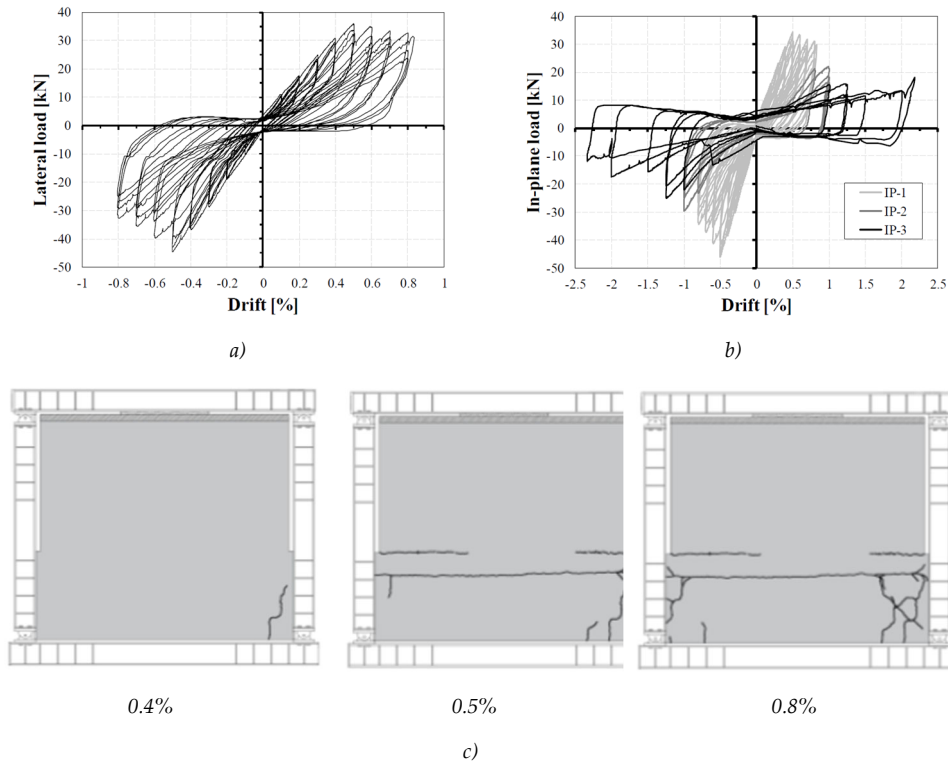 40
30
20
10
0
-10
-20
-30
-40
-50
Lateral load [kN]
-1 -0.8 -0.6 -0.4 -0.2 0 0.2 0.4 0.6 0.8 1
Drift [%]
a)
40
30
20
10
0
-10
-20
-30
-40
-50
In-plane load [kN]
IP-1
IP-2
IP-3
-2.5 -2 -1.5 -1 -0.5 0 0.5 1 1.5 2 2.5
Drift [%]
b)
0.4% 0.5% 0.8%
c)